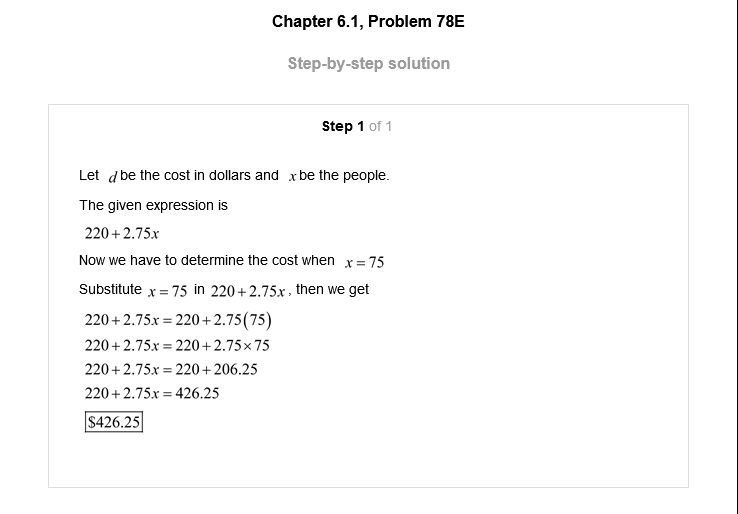 Chapter 6.1, Problem 78E
Step-by-step solution
Step 1 of 1
Let d be the cost in dollars and x be the people.
The given expression is
220+2.75x
Now we have to determine the cost when x=75
Substitute x=75 in 220+2.75x, then we get
220+2.75x=220+2.75(75)
220+2.75x=220+2.75×75
220+2.75x=220+206.25
220+2.75x=426.25
$426.25